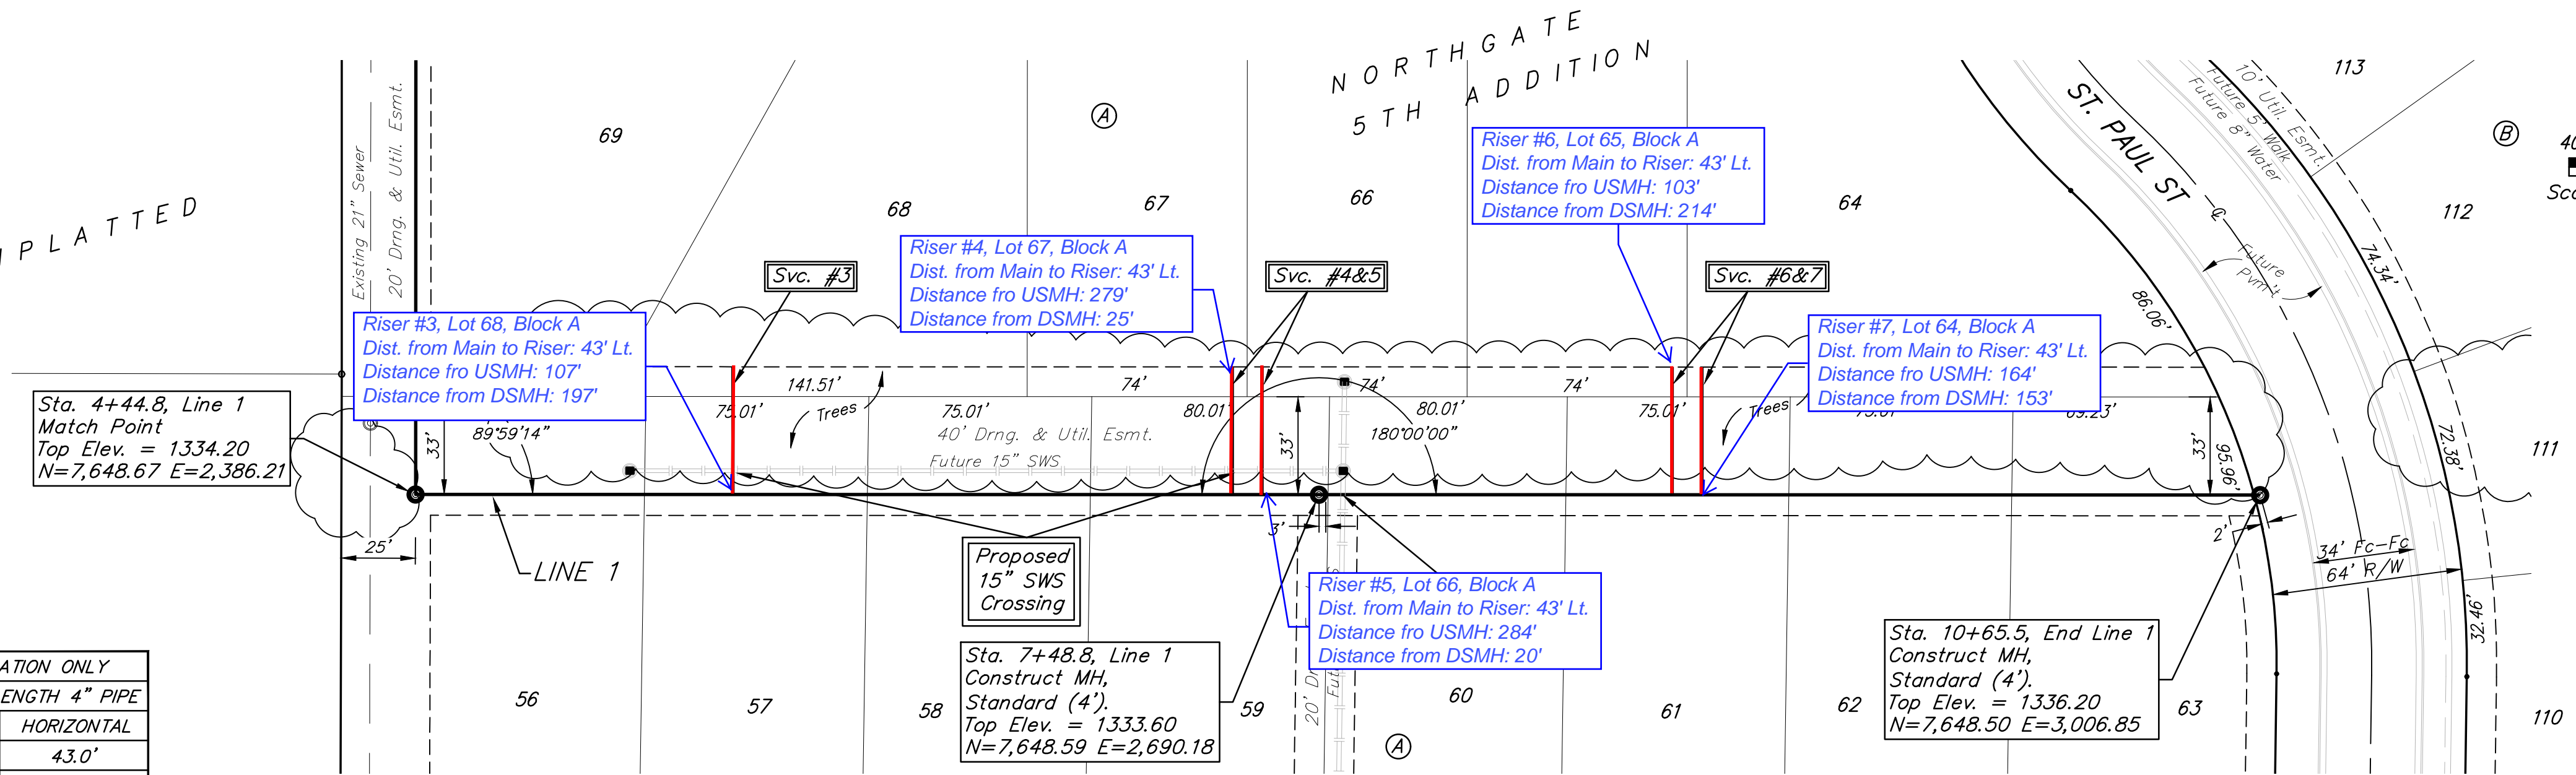 NORTHGATE
5TH ADDITION
PLATTED
69
68
67
66
64
A
Existing 21" Sewer
20' Drng. & Util. Esmt.
ST. PAUL ST
10' Util. Esmt.
Future 5' Walk
Future 8" Water
113
B
40
Sca
112
111
110
74.34'
72.38'
32.46'
86.06'
95.96'
Future
Pvm't
Riser #6, Lot 65, Block A
Dist. from Main to Riser: 43' Lt.
Distance fro USMH: 103'
Distance from DSMH: 214'
Riser #4, Lot 67, Block A
Dist. from Main to Riser: 43' Lt.
Distance fro USMH: 279'
Distance from DSMH: 25'
Svc. #3
Svc. #4&5
Svc. #6&7
Riser #3, Lot 68, Block A
Dist. from Main to Riser: 43' Lt.
Distance fro USMH: 107'
Distance from DSMH: 197'
Riser #7, Lot 64, Block A
Dist. from Main to Riser: 43' Lt.
Distance fro USMH: 164'
Distance from DSMH: 153'
141.51'
74'
74'
74'
75.01'
Trees
75.01'
80.01'
80.01'
75.01'
Trees
75.01'
69.23'
Sta. 4+44.8, Line 1
Match Point
Top Elev. = 1334.20
N=7,648.67 E=2,386.21
33'
89°59'14"
40' Drng. & Util. Esmt.
Future 15" SWS
33'
180°00'00"
33'
25'
LINE 1
3'
2'
34' Fc-Fc
64' R/W
Proposed
15" SWS
Crossing
Riser #5, Lot 66, Block A
Dist. from Main to Riser: 43' Lt.
Distance fro USMH: 284'
Distance from DSMH: 20'
Sta. 7+48.8, Line 1
Construct MH,
Standard (4').
Top Elev. = 1333.60
N=7,648.59 E=2,690.18
Sta. 10+65.5, End Line 1
Construct MH,
Standard (4').
Top Elev. = 1336.20
N=7,648.50 E=3,006.85
20' Dr
Futu
56
57
58
59
60
61
62
63
A
ATION ONLY
ENGTH 4" PIPE
HORIZONTAL
43.0'